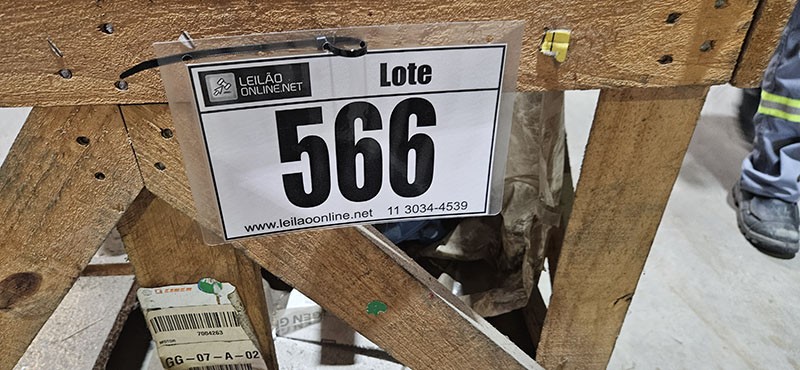 LEILÃO
ONLINE.NET
Lote
566
www.leilaoonline.net 11 3034-4539
7004263
GG-07-A-02